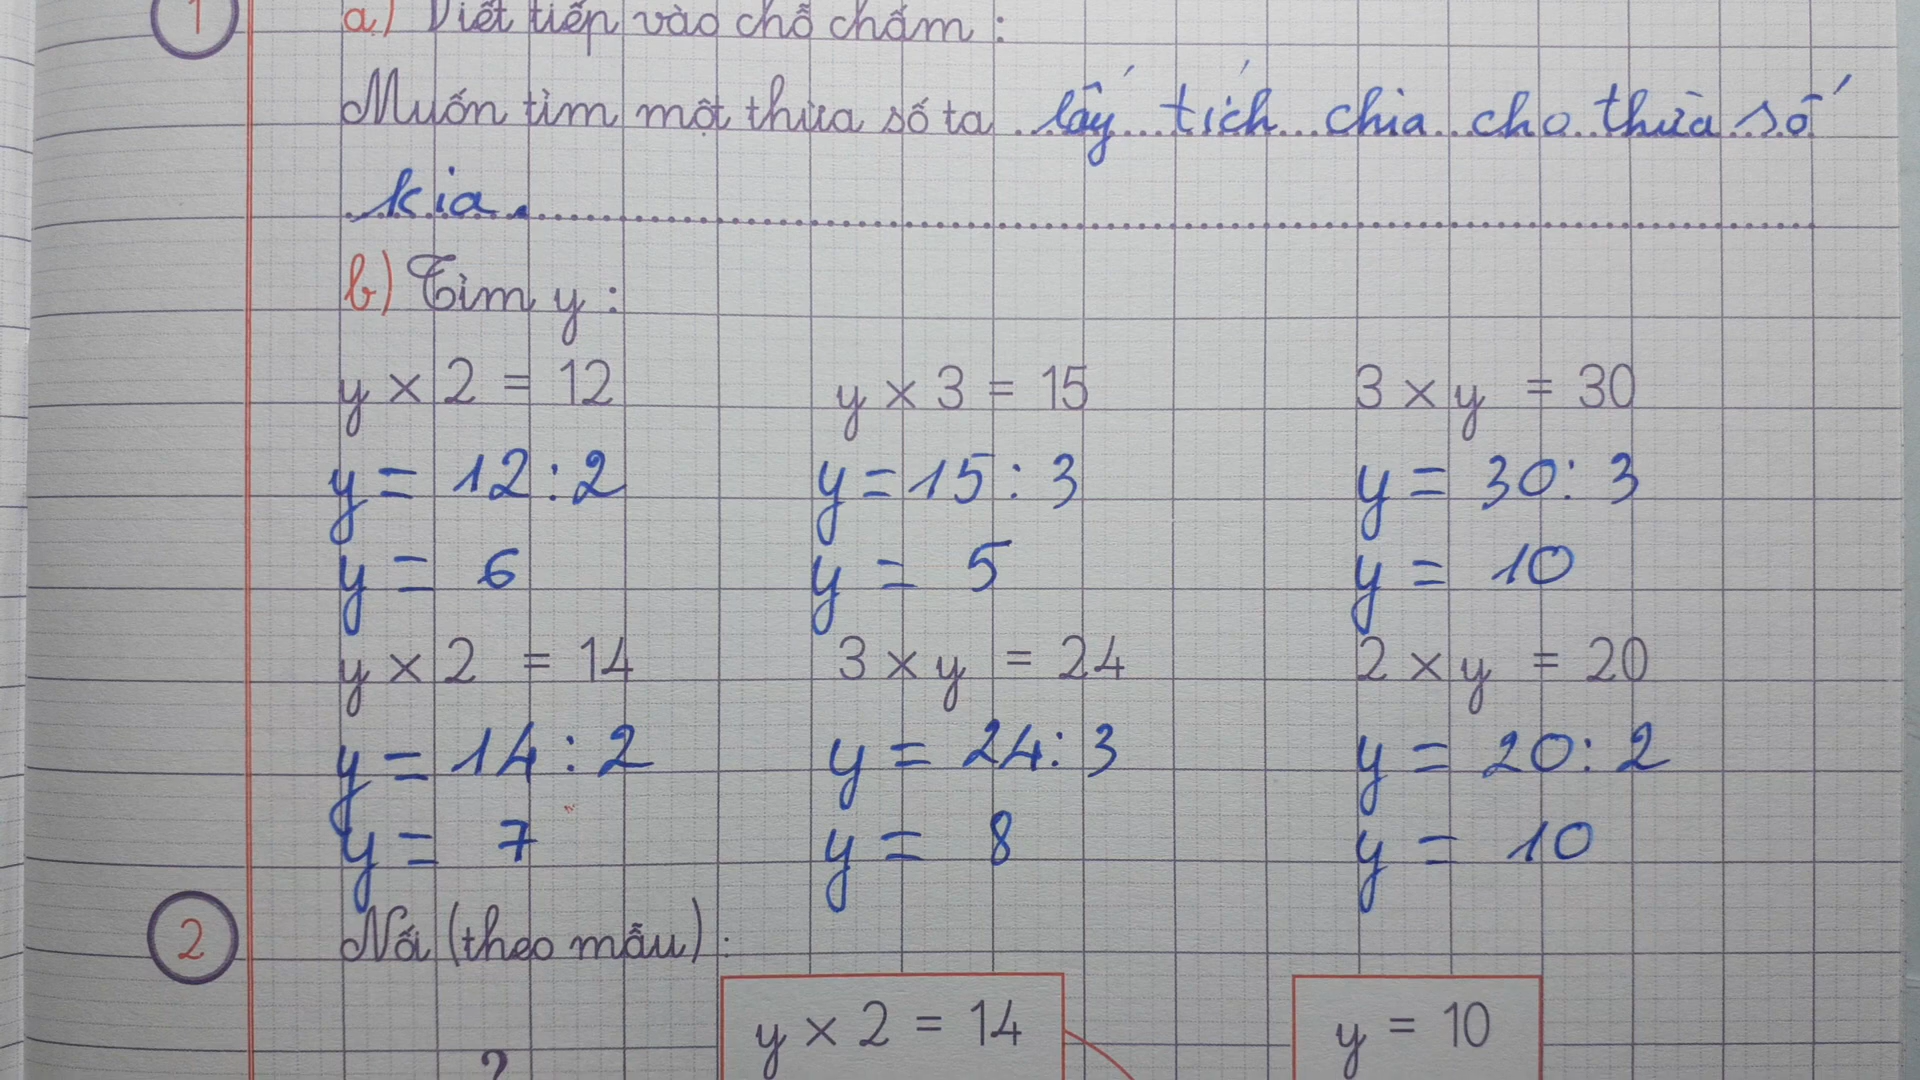 1 a) Viết tiếp vào chỗ chấm :
Muốn tìm một thừa số ta lấy tích chia cho thừa số
kia.
b) Tìm y :
y × 2 = 12 y × 3 = 15 3 × y = 30
y = 12 : 2 y = 15 : 3 y = 30 : 3
y = 6 y = 5 y = 10
y × 2 = 14 3 × y = 24 2 × y = 20
y = 14 : 2 y = 24 : 3 y = 20 : 2
y = 7 y = 8 y = 10
2 Nối (theo mẫu) :
y × 2 = 14 y = 10